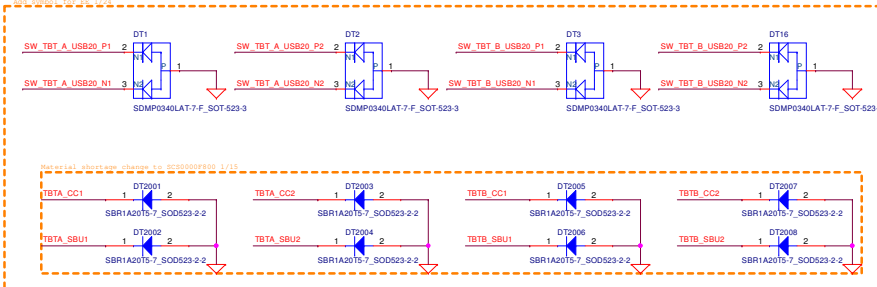 DT1 DT2 DT3 DT16
SW_TBT_A_USB20_P1 2 SW_TBT_A_USB20_P2 2 SW_TBT_B_USB20_P1 2 SW_TBT_B_USB20_P2 2
N1 N1 N1 N1
P 1 P 1 P 1 P 1
SW_TBT_A_USB20_N1 3 N2 SW_TBT_A_USB20_N2 3 N2 SW_TBT_B_USB20_N1 3 N2 SW_TBT_B_USB20_N2 3 N2
SDMP0340LAT-7-F_SOT-523-3 SDMP0340LAT-7-F_SOT-523-3 SDMP0340LAT-7-F_SOT-523-3 SDMP0340LAT-7-F_SOT-523-
Material shortage change to 1/15
TBTA_CC1 1 DT2001 2 TBTA_CC2 1 DT2003 2 TBTB_CC1 1 DT2005 2 TBTB_CC2 1 DT2007 2
SBR1A20T5-7_SOD523-2-2 SBR1A20T5-7_SOD523-2-2 SBR1A20T5-7_SOD523-2-2 SBR1A20T5-7_SOD523-2-2
TBTA_SBU1 1 DT2002 2 TBTA_SBU2 1 DT2004 2 TBTB_SBU1 1 DT2006 2 TBTB_SBU2 1 DT2008 2
SBR1A20T5-7_SOD523-2-2 SBR1A20T5-7_SOD523-2-2 SBR1A20T5-7_SOD523-2-2 SBR1A20T5-7_SOD523-2-2